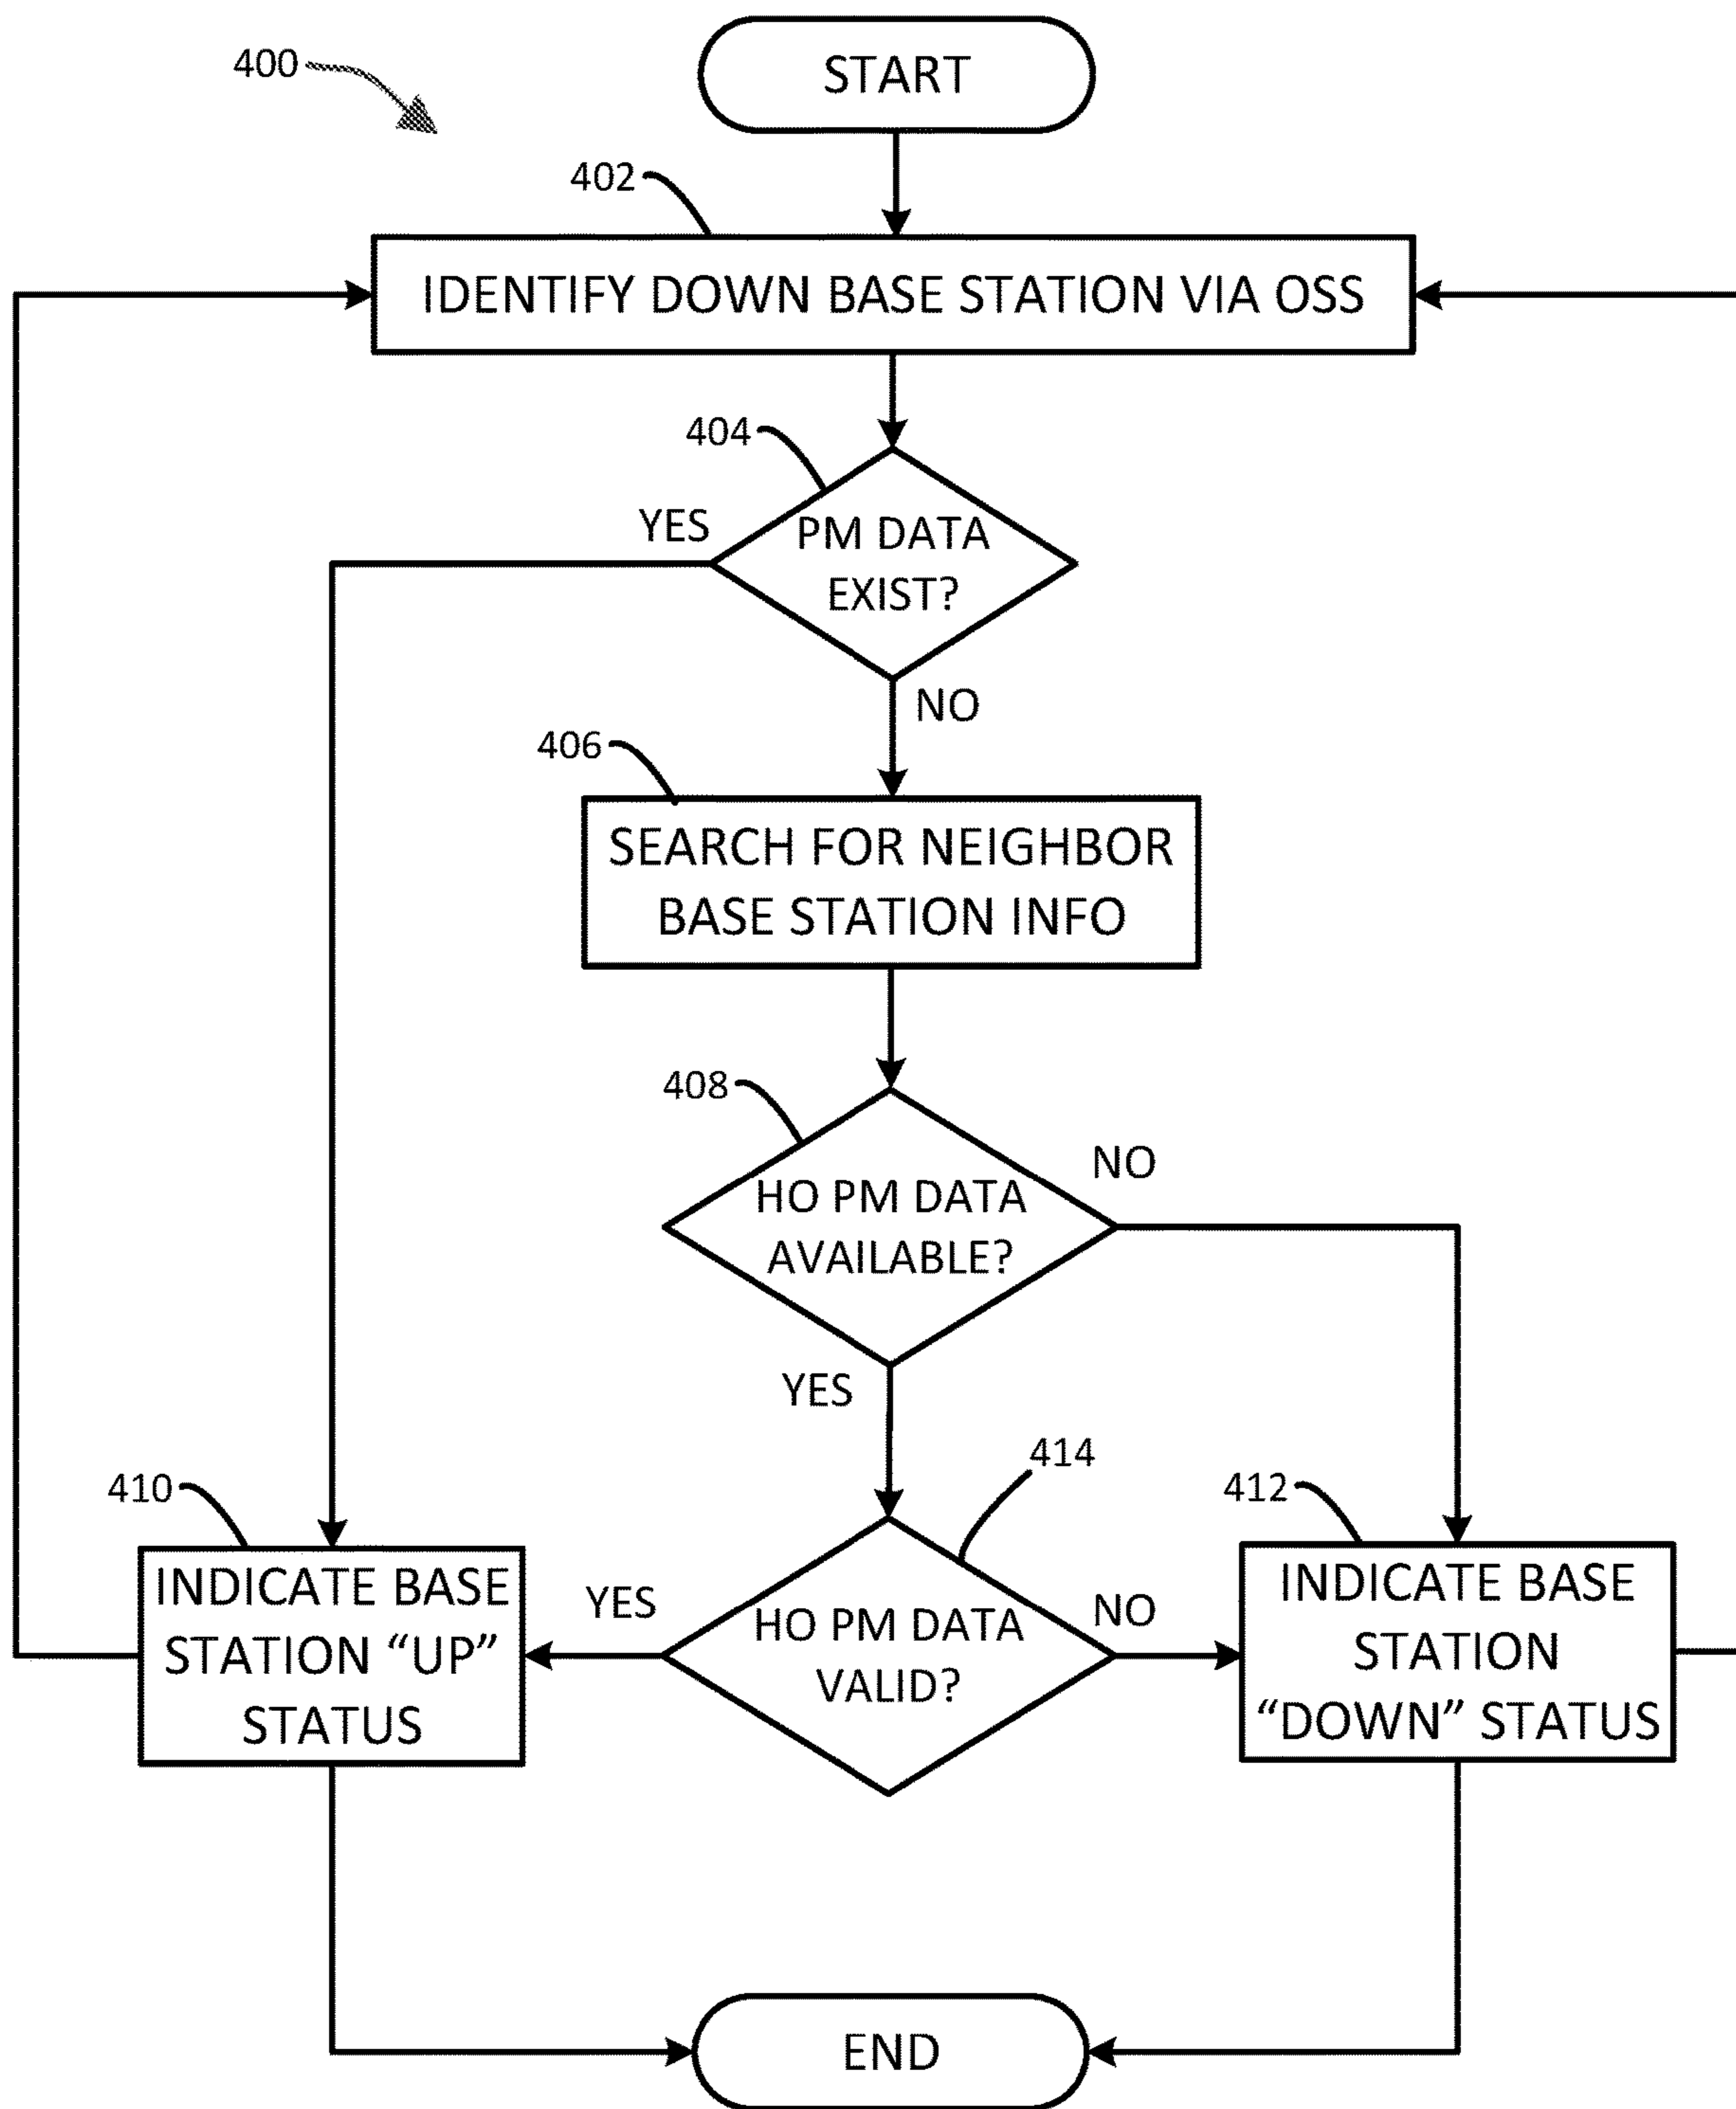 START
400
402
IDENTIFY DOWN BASE STATION VIA OSS
404
YES
PM DATA
EXIST?
NO
406
SEARCH FOR NEIGHBOR
BASE STATION INFO
408
HO PM DATA
AVAILABLE?
NO
YES
414
410
412
INDICATE BASE
STATION “UP”
STATUS
YES
HO PM DATA
VALID?
NO
INDICATE BASE
STATION
“DOWN” STATUS
END